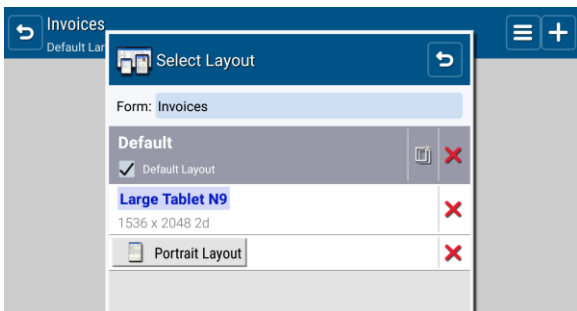 Invoices
Default Lar
Select Layout
Form: Invoices
Default
Default Layout
Large Tablet N9
1536 x 2048 2d
Portrait Layout